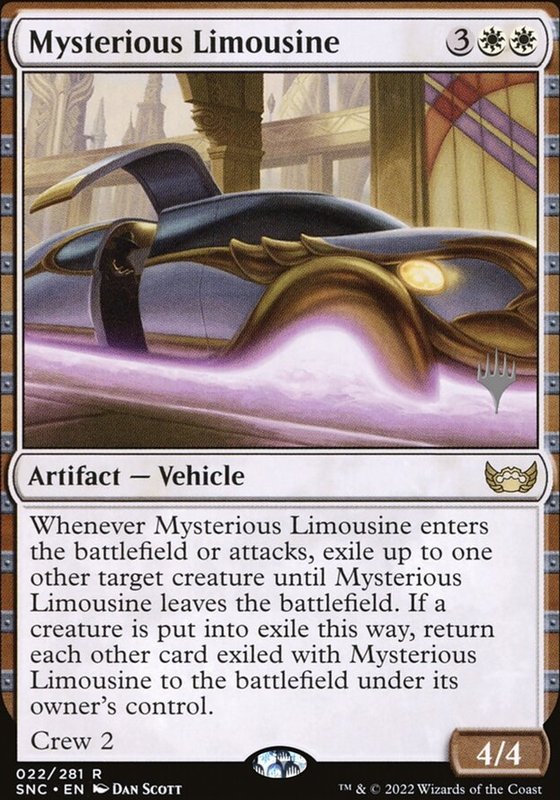 Mysterious Limousine 3
Artifact — Vehicle
Whenever Mysterious Limousine enters
the battlefield or attacks, exile up to one
other target creature until Mysterious
Limousine leaves the battlefield. If a
creature is put into exile this way, return
each other card exiled with Mysterious
Limousine to the battlefield under its
owner's control.
Crew 2
4/4
022/281 R
SNC • EN DAN SCOTT
™ & © 2022 Wizards of the Coast